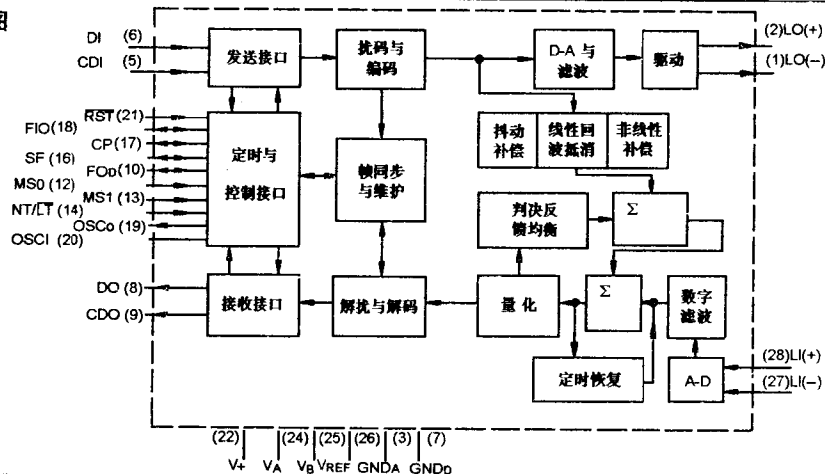 图
DI (6)
CDI (5)
发送接口
扰码与
编码
D-A 与
滤波
驱动
(2)LO(+)
(1)LO(−)
RST (21)
FIO(18)
CP (17)
SF (16)
FOD (10)
MS0 (12)
MS1 (13)
NT/LT (14)
OSCo (19)
OSCI (20)
定时与
控制接口
帧同步
与维护
抖动
补偿
线性回
波抵消
非线性
补偿
判决反
馈均衡
Σ
DO (8)
CDO (9)
接收接口
解扰与解码
量 化
Σ
数字
滤波
定时恢复
A-D
(28)LI(+)
(27)LI(−)
(22) (24) (25) (26) (3) (7)
V+ VA VB VREF GNDA GNDD